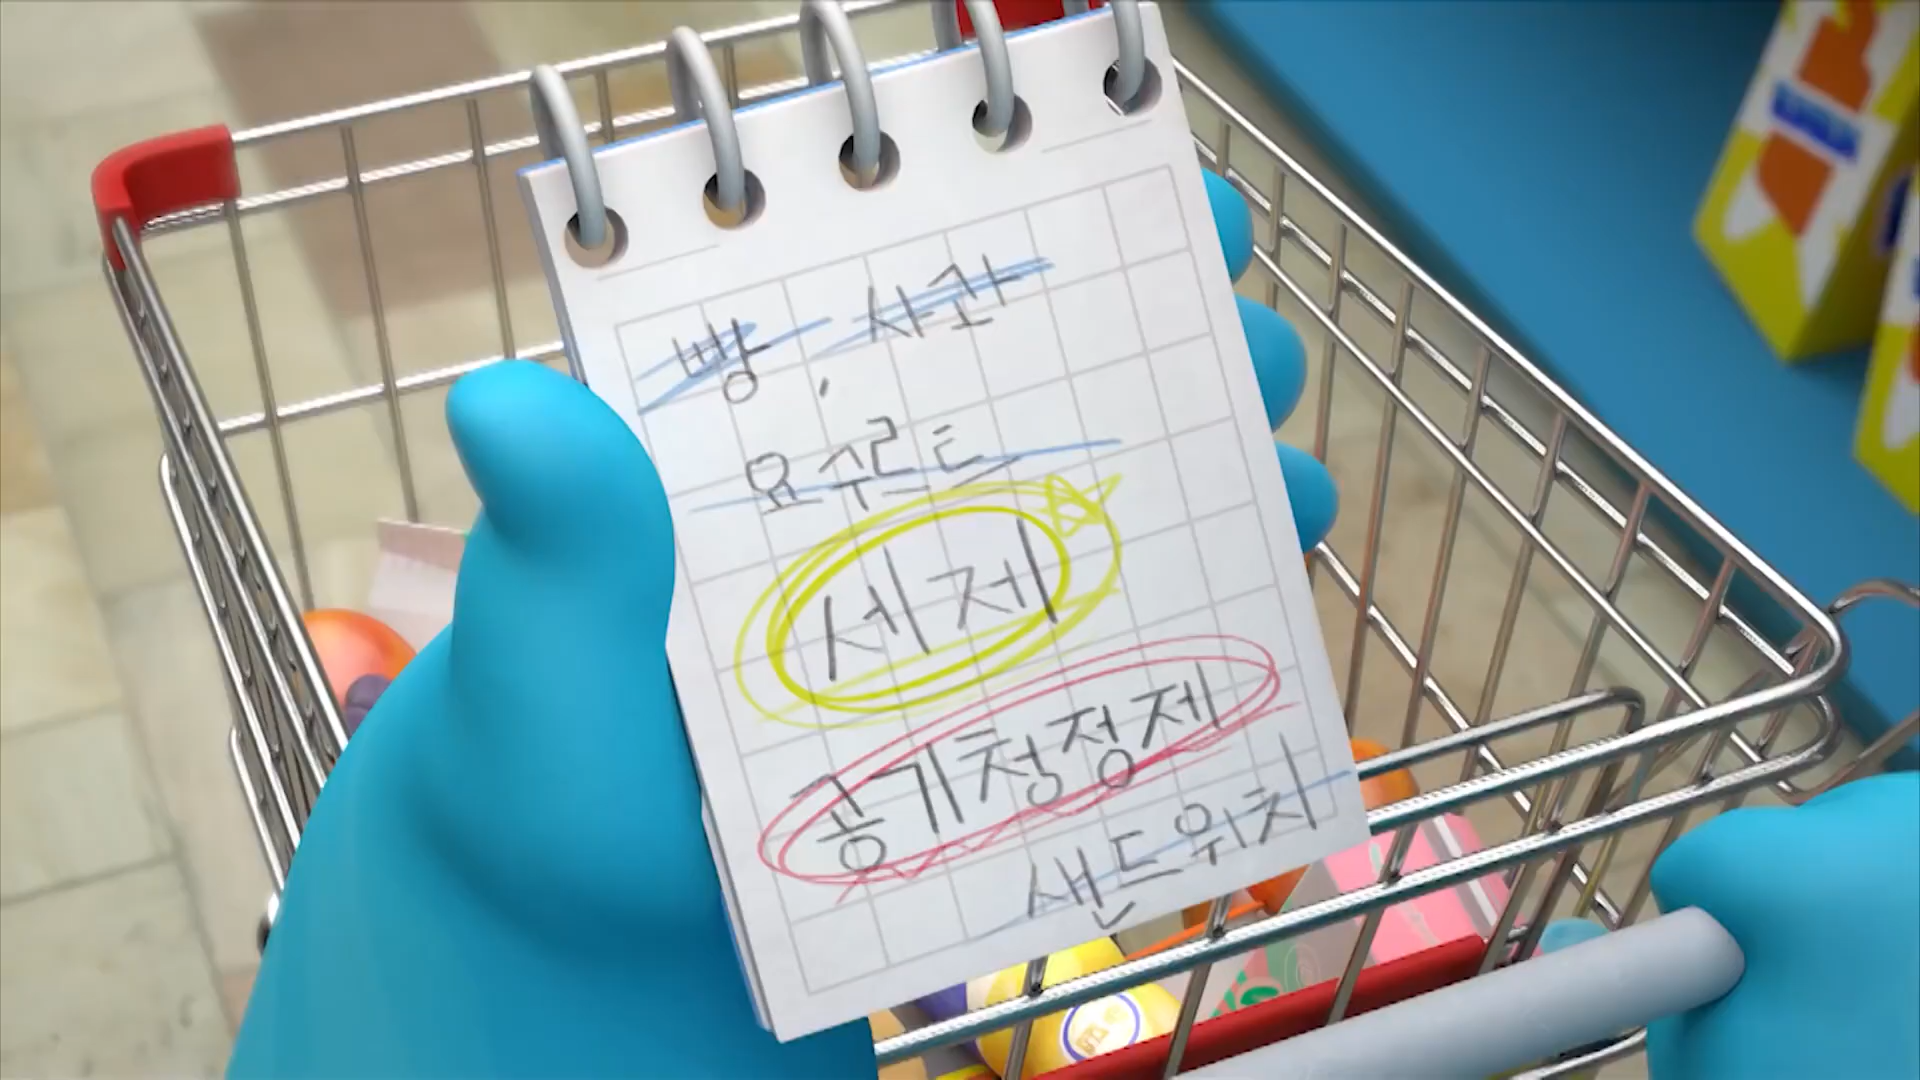 빵, 사과
요구르트
세제
공기청정제
샌드위치